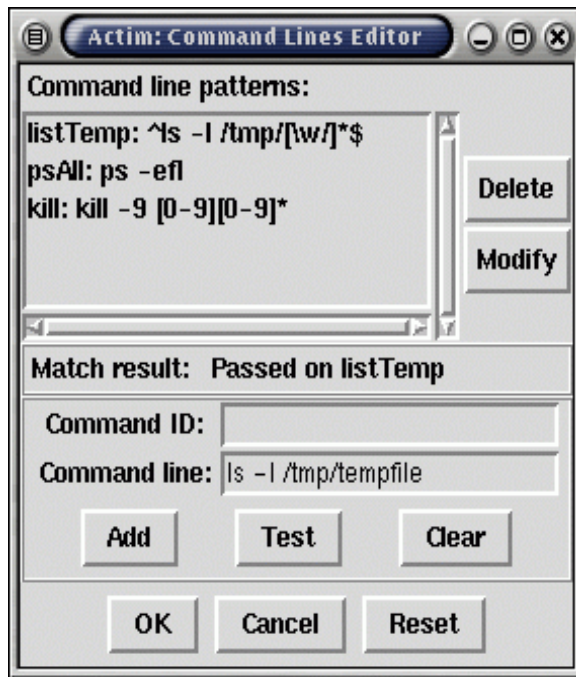 Actim: Command Lines Editor
Command line patterns:
listTemp: ^ls -l /tmp/[\w/]*$
psAll: ps -efl
kill: kill -9 [0-9][0-9]*
Delete
Modify
Match result: Passed on listTemp
Command ID:
Command line: ls -l /tmp/tempfile
Add Test Clear
OK Cancel Reset